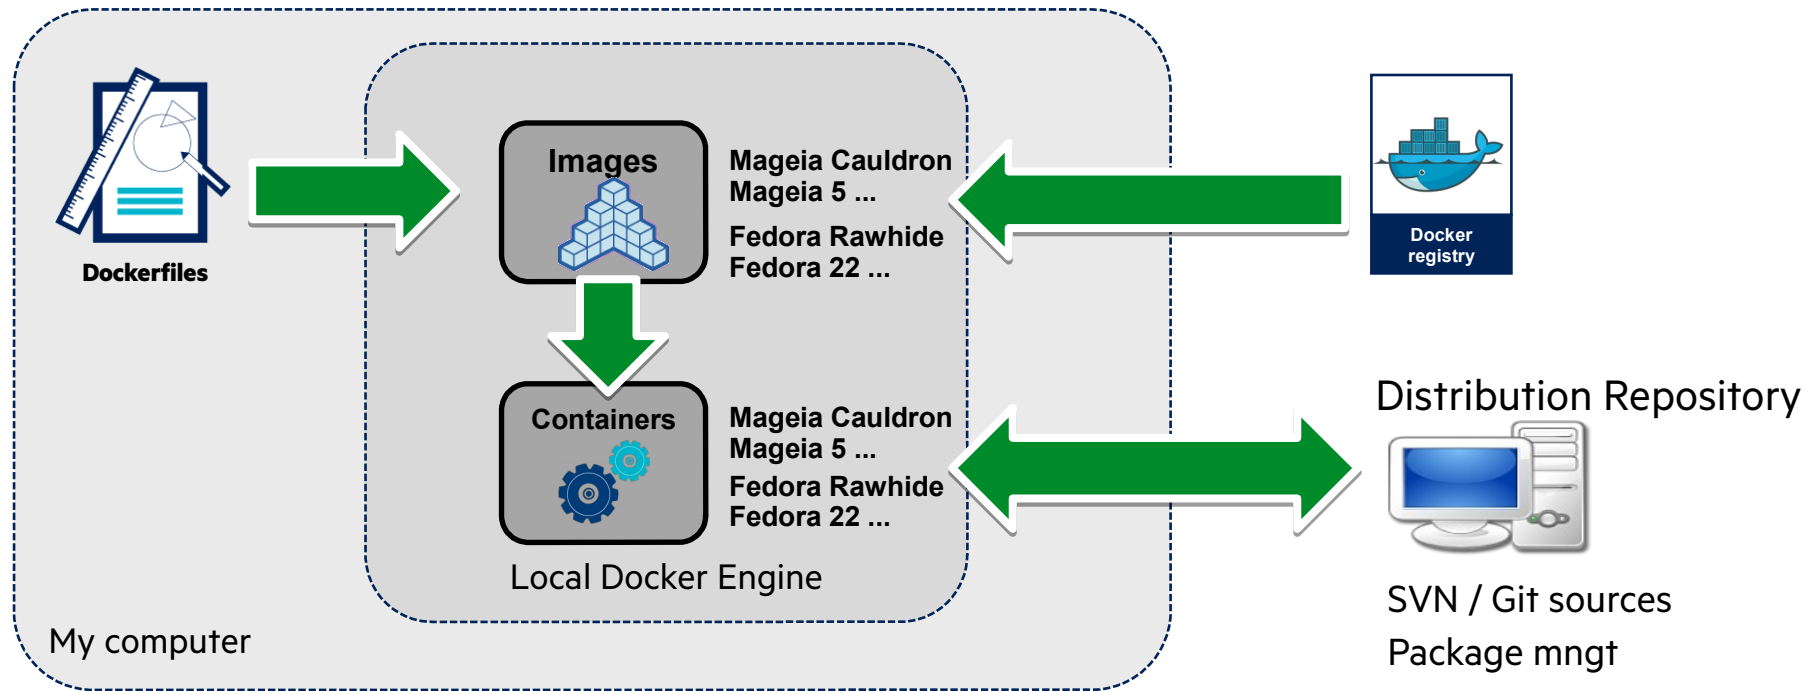 Dockerfiles
Images
Mageia Cauldron
Mageia 5 ...
Fedora Rawhide
Fedora 22 ...
Docker
registry
Containers
Mageia Cauldron
Mageia 5 ...
Fedora Rawhide
Fedora 22 ...
Local Docker Engine
My computer
Distribution Repository
SVN / Git sources
Package mngt